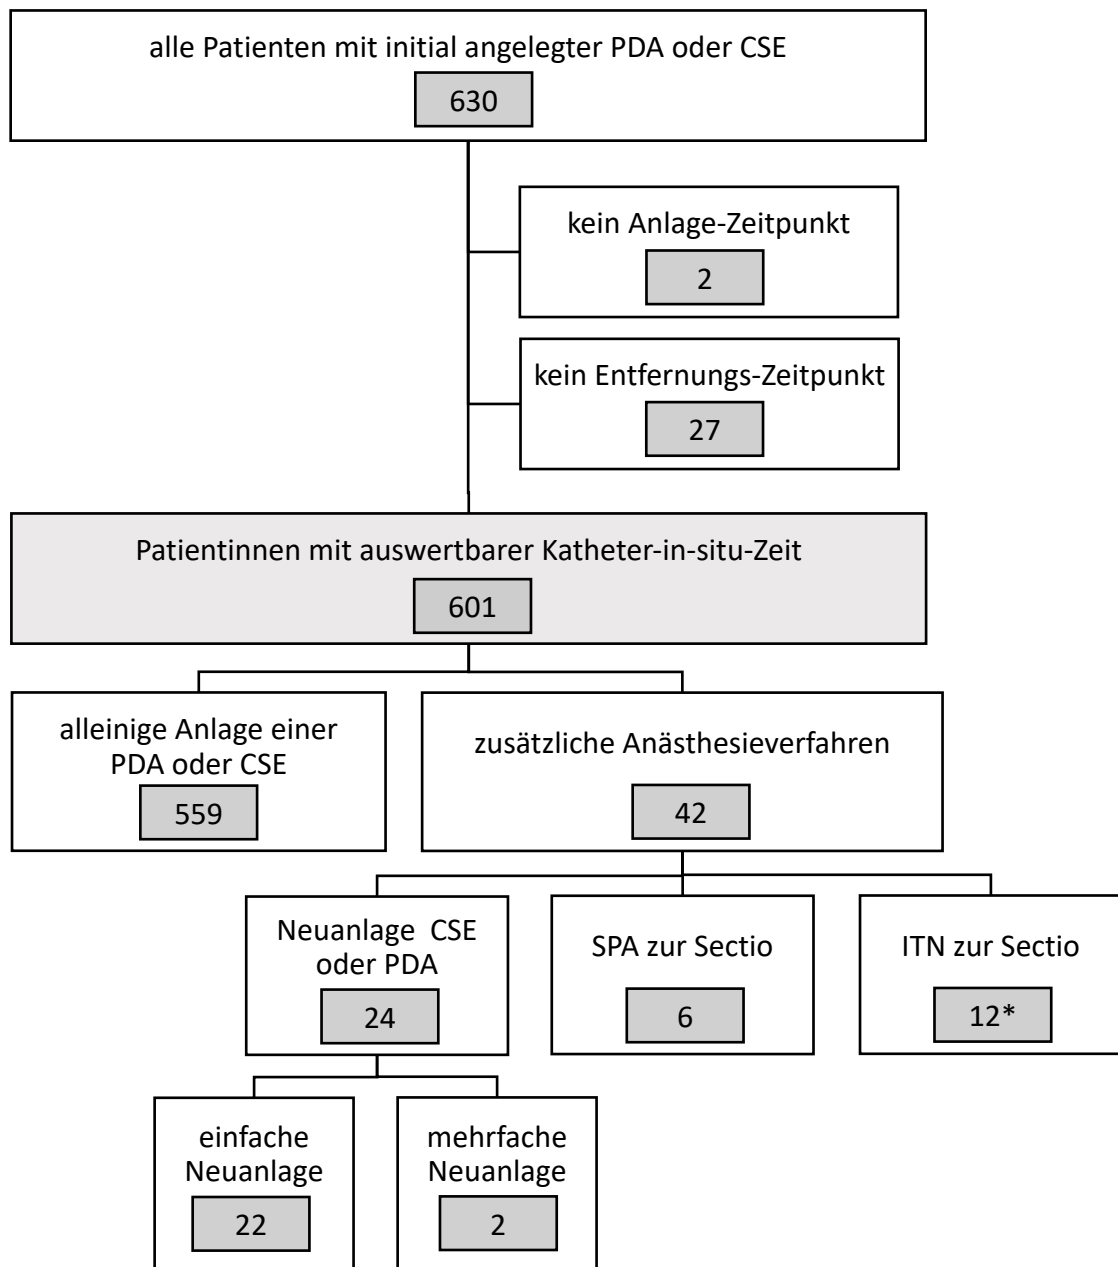 alle Patienten mit initial angelegter PDA oder CSE
630
kein Anlage-Zeitpunkt
2
kein Entfernungs-Zeitpunkt
27
Patientinnen mit auswertbarer Katheter-in-situ-Zeit
601
alleinige Anlage einer
PDA oder CSE
559
zusätzliche Anästhesieverfahren
42
Neuanlage CSE
oder PDA
24
SPA zur Sectio
6
ITN zur Sectio
12*
einfache
Neuanlage
22
mehrfache
Neuanlage
2